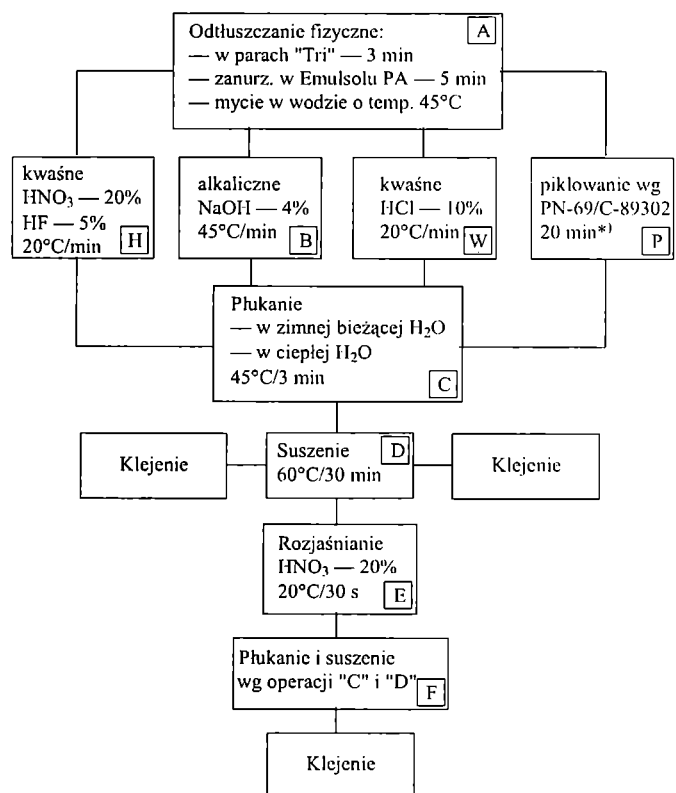 Odtłuszczanie fizyczne:
A
— w parach "Tri" — 3 min
— zanurz. w Emulsolu PA — 5 min
— mycie w wodzie o temp. 45°C
kwaśne
HNO₃ — 20%
HF — 5%
20°C/min
H
alkaliczne
NaOH — 4%
45°C/min
B
kwaśne
HCl — 10%
20°C/min
W
piklowanie wg
PN-69/C-89302
20 min*)
P
Płukanie
— w zimnej bieżącej H₂O
— w ciepłej H₂O
45°C/3 min
C
Klejenie
Suszenie
60°C/30 min
D
Klejenie
Rozjaśnianie
HNO₃ — 20%
20°C/30 s
E
Płukanie i suszenie
wg operacji "C" i "D"
F
Klejenie